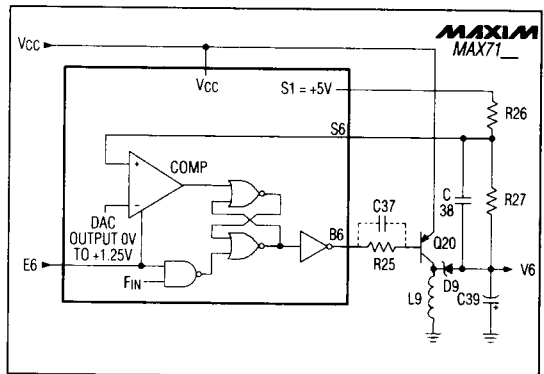 MAXIM
MAX71__
VCC
VCC
S1 = +5V
R26
S6
COMP
+
−
DAC
OUTPUT 0V
TO +1.25V
C
38
R27
C37
B6
Q20
E6
FIN
R25
V6
D9
L9
C39
+